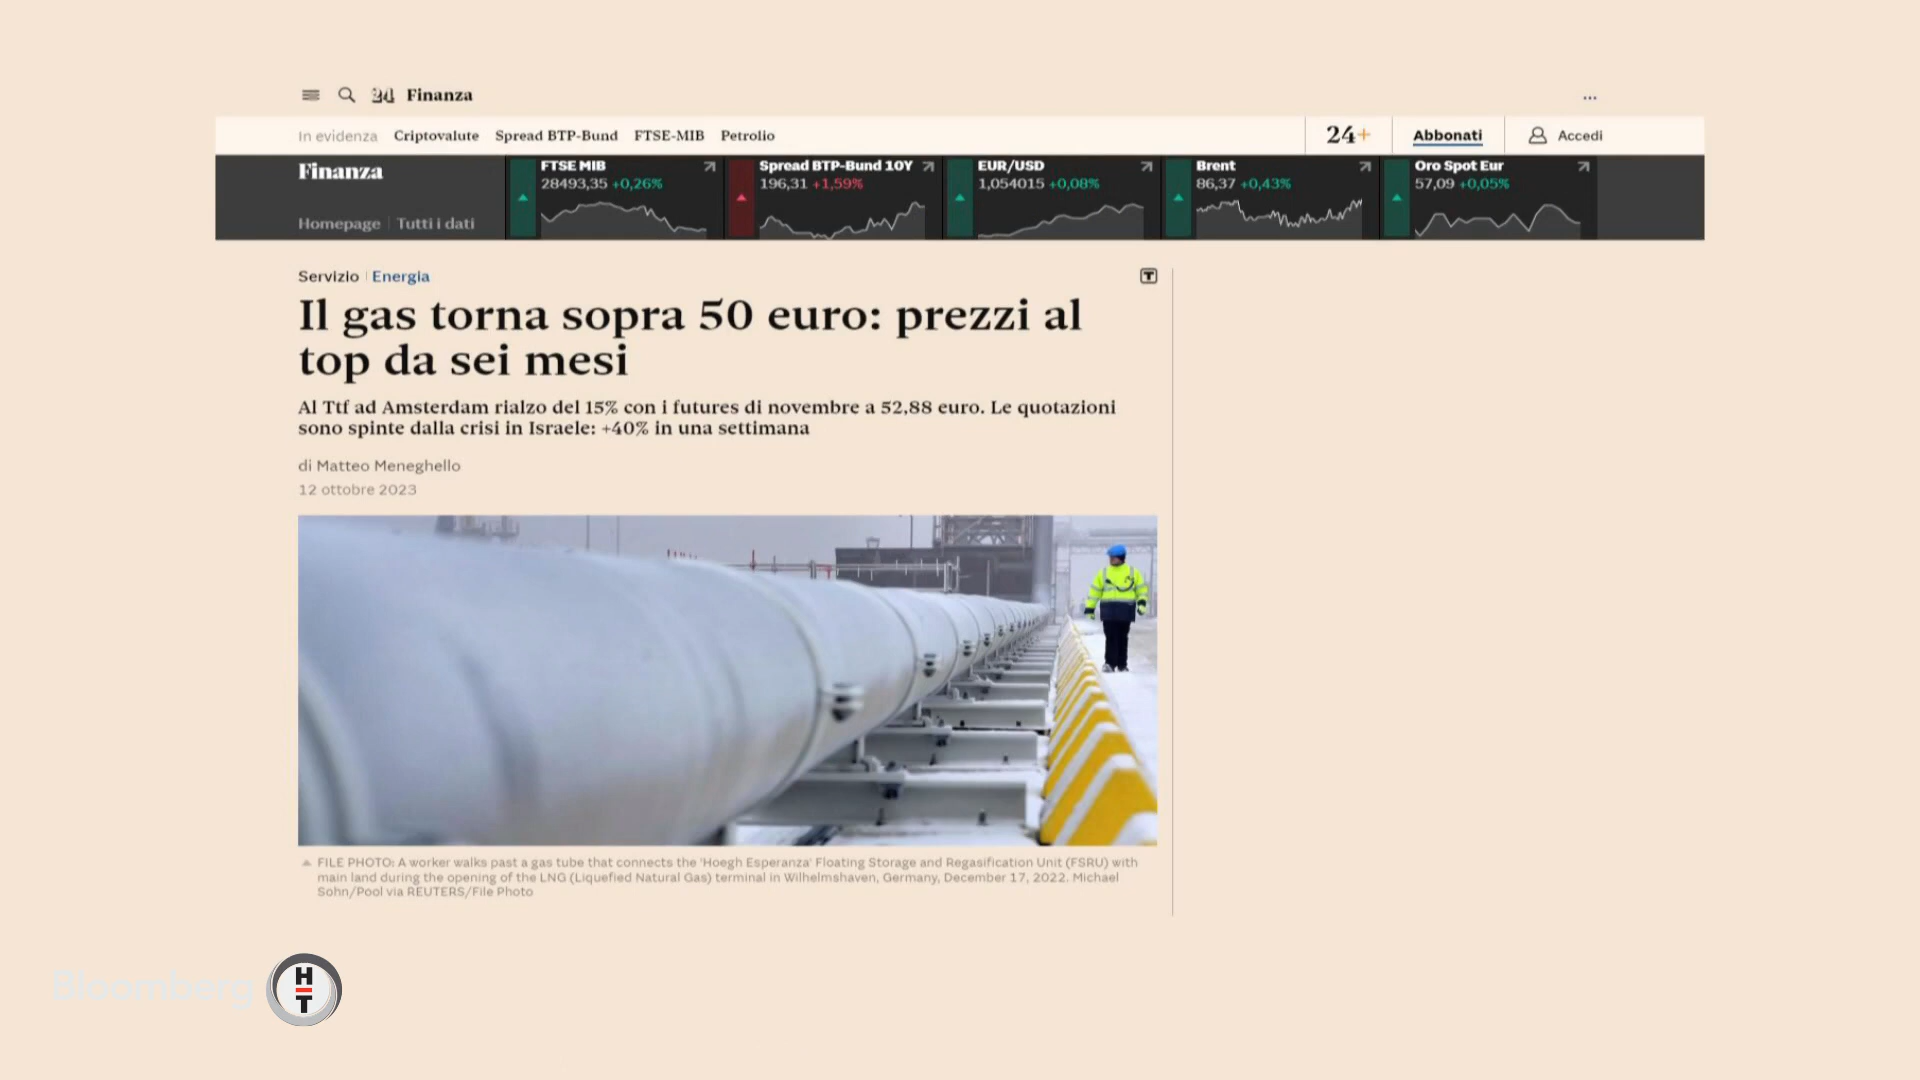 24 Finanza
...
In evidenza Criptovalute Spread BTP-Bund FTSE-MIB Petrolio
24+ Abbonati Accedi
Finanza
Homepage Tutti i dati
FTSE MIB
28493,35 +0,26%
Spread BTP-Bund 10Y
196,31 +1,59%
EUR/USD
1,054015 +0,08%
Brent
86,37 +0,43%
Oro Spot Eur
57,09 +0,05%
Servizio Energia
T
Il gas torna sopra 50 euro: prezzi al
top da sei mesi
Al Ttf ad Amsterdam rialzo del 15% con i futures di novembre a 52,88 euro. Le quotazioni
sono spinte dalla crisi in Israele: +40% in una settimana
di Matteo Meneghello
12 ottobre 2023
FILE PHOTO: A worker walks past a gas tube that connects the 'Hoegh Esperanza' Floating Storage and Regasification Unit (FSRU) with
main land during the opening of the LNG (Liquefied Natural Gas) terminal in Wilhelmshaven, Germany, December 17, 2022. Michael
Sohn/Pool via REUTERS/File Photo
Bloomberg HT